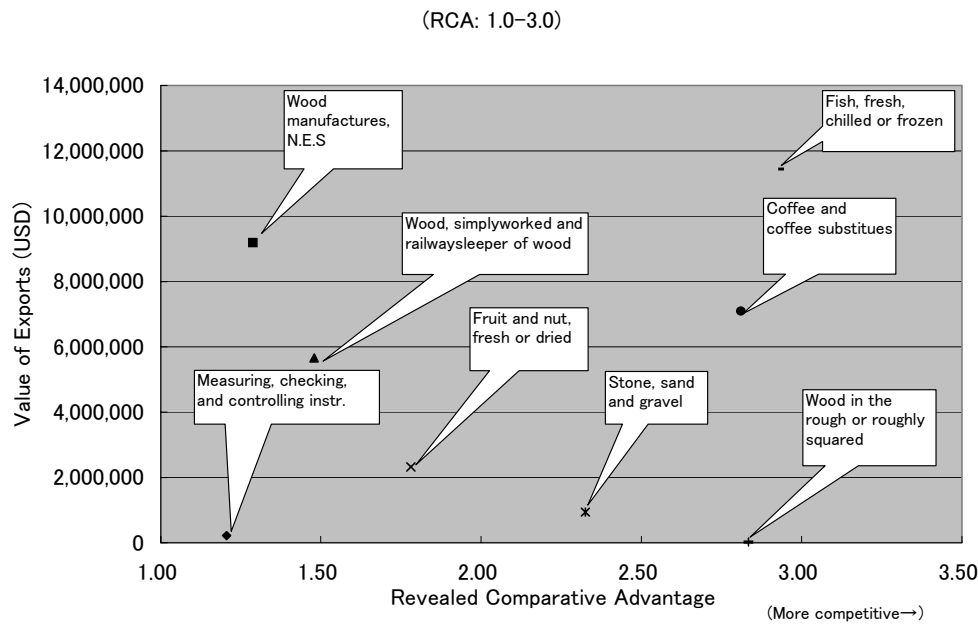 (RCA: 1.0-3.0)
14,000,000
12,000,000
10,000,000
8,000,000
6,000,000
4,000,000
2,000,000
0
Value of Exports (USD)
Wood
manufactures,
N.E.S
Fish, fresh,
chilled or frozen
Wood, simplyworked and
railwaysleeper of wood
Coffee and
coffee substitues
Fruit and nut,
fresh or dried
Measuring, checking,
and controlling instr.
Stone, sand
and gravel
Wood in the
rough or roughly
squared
1.00 1.50 2.00 2.50 3.00 3.50
Revealed Comparative Advantage
(More competitive→)